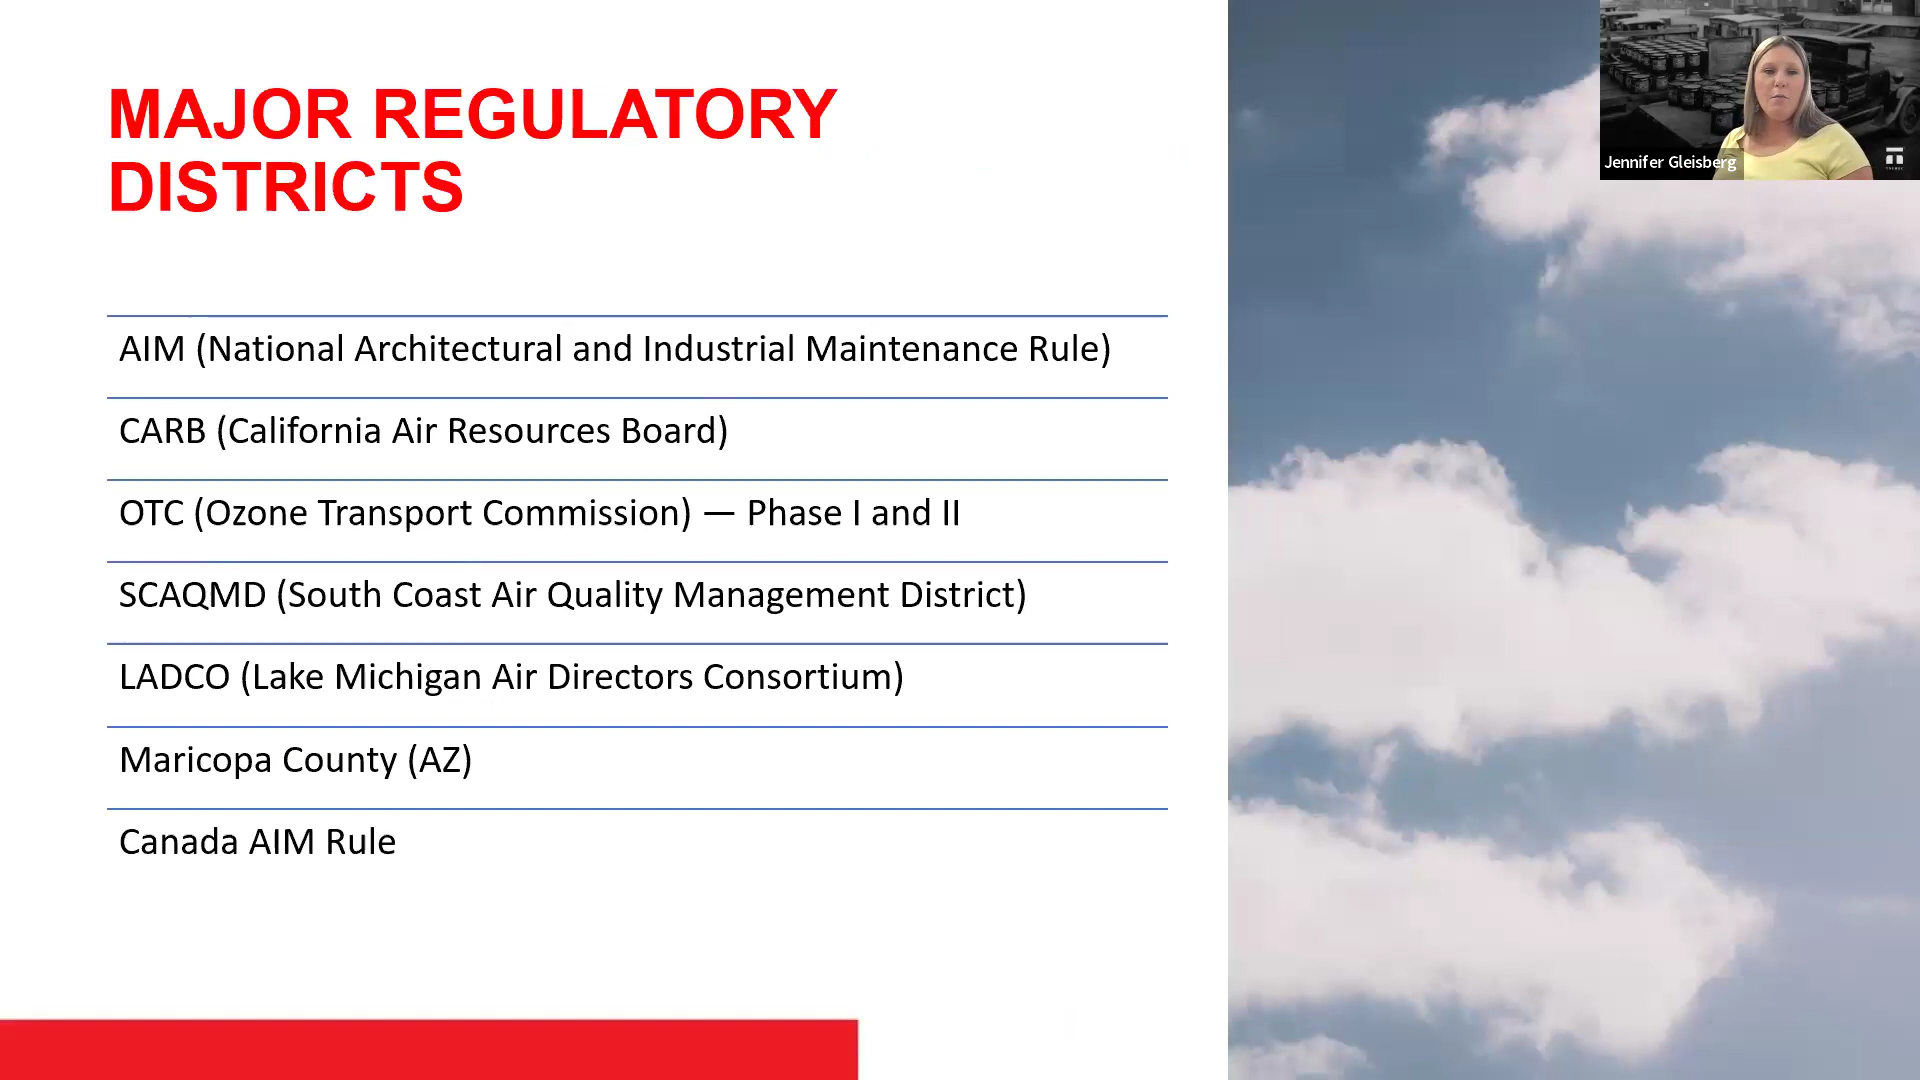 MAJOR REGULATORY
DISTRICTS
AIM (National Architectural and Industrial Maintenance Rule)
CARB (California Air Resources Board)
OTC (Ozone Transport Commission) — Phase I and II
SCAQMD (South Coast Air Quality Management District)
LADCO (Lake Michigan Air Directors Consortium)
Maricopa County (AZ)
Canada AIM Rule
Jennifer Gleisberg